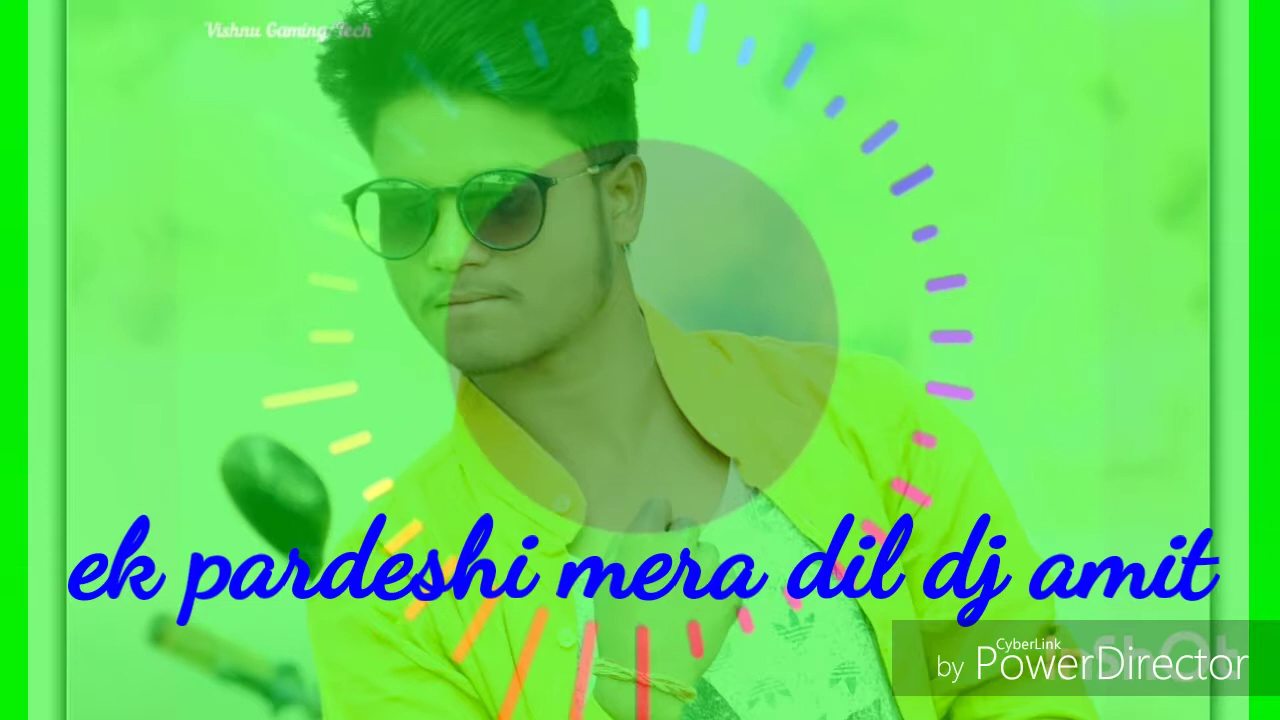 Vishnu Gaming Tech
ek pardeshi mera dil dj amit
CyberLink
by PowerDirector